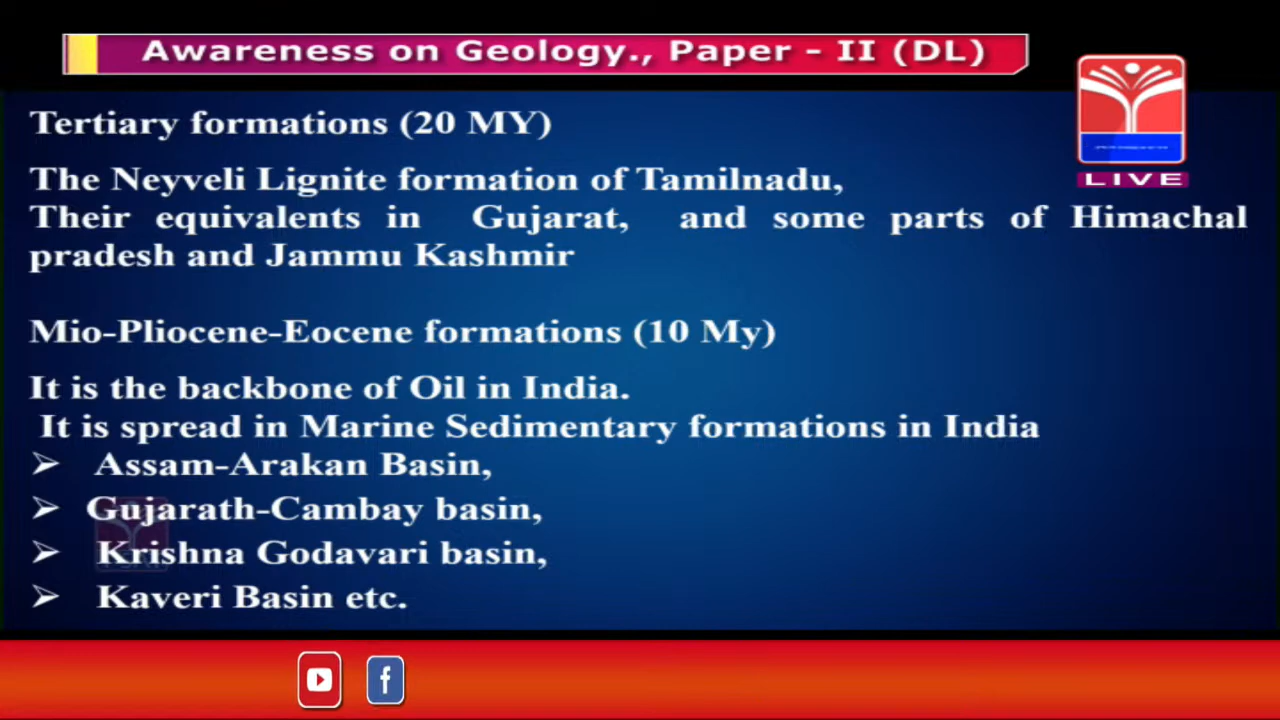 Awareness on Geology., Paper - II (DL)
LIVE
Tertiary formations (20 MY)
The Neyveli Lignite formation of Tamilnadu,
Their equivalents in Gujarat, and some parts of Himachal
pradesh and Jammu Kashmir
Mio-Pliocene-Eocene formations (10 My)
It is the backbone of Oil in India.
It is spread in Marine Sedimentary formations in India
➢ Assam-Arakan Basin,
➢ Gujarath-Cambay basin,
➢ Krishna Godavari basin,
➢ Kaveri Basin etc.